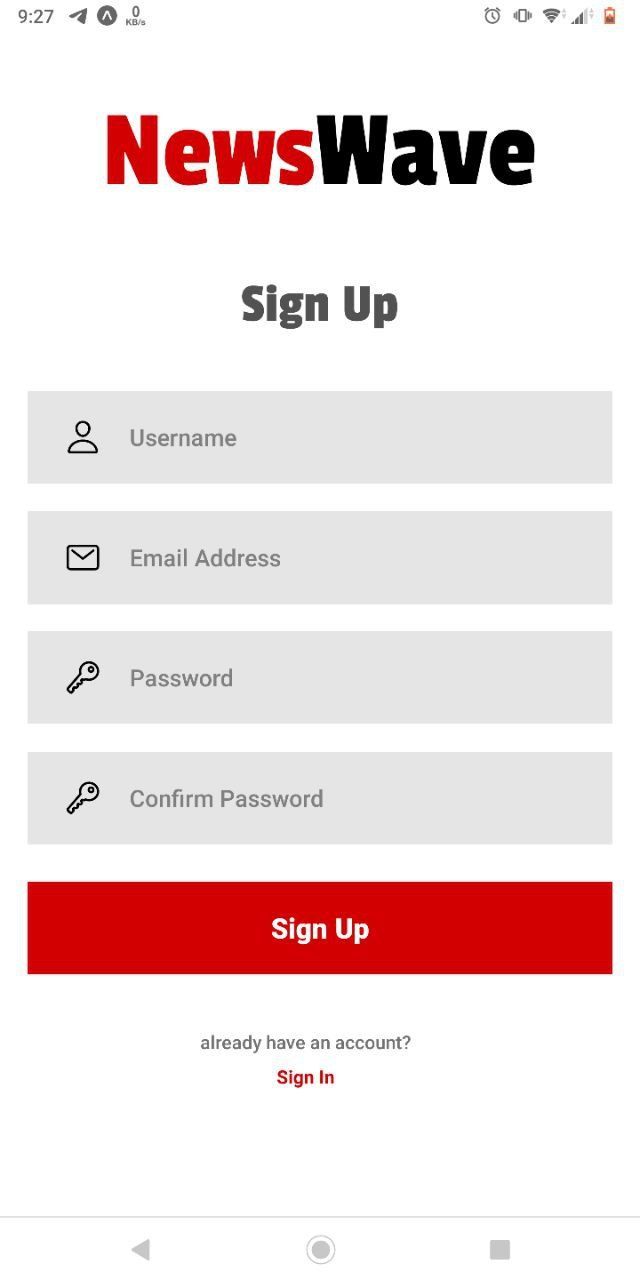 9:27
0
KB/s
NewsWave
Sign Up
Username
Email Address
Password
Confirm Password
Sign Up
already have an account?
Sign In